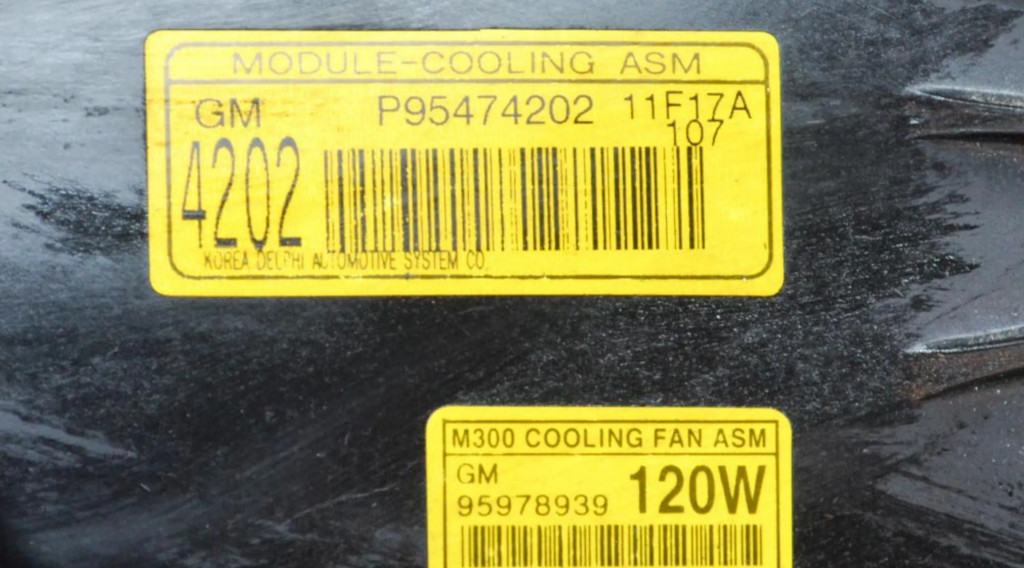 MODULE-COOLING ASM
GM P95474202 11F17A
107
4202
KOREA DELPHI AUTOMOTIVE SYSTEM CO.
M300 COOLING FAN ASM
GM
95978939 120W